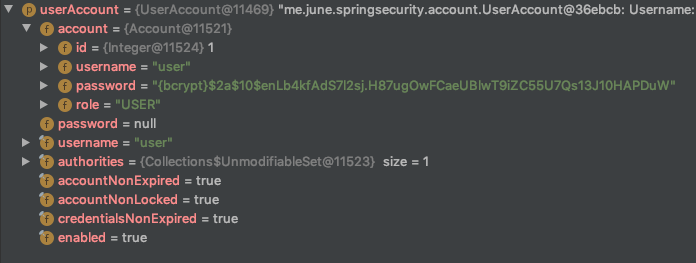 userAccount = {UserAccount@11469} "me.june.springsecurity.account.UserAccount@36ebcb: Username:
account = {Account@11521}
id = {Integer@11524} 1
username = "user"
password = "{bcrypt}$2a$10$enLb4kfAdS7l2sj.H87ugOwFCaeUBlwT9iZC55U7Qs13J10HAPDuW"
role = "USER"
password = null
username = "user"
authorities = {Collections$UnmodifiableSet@11523} size = 1
accountNonExpired = true
accountNonLocked = true
credentialsNonExpired = true
enabled = true